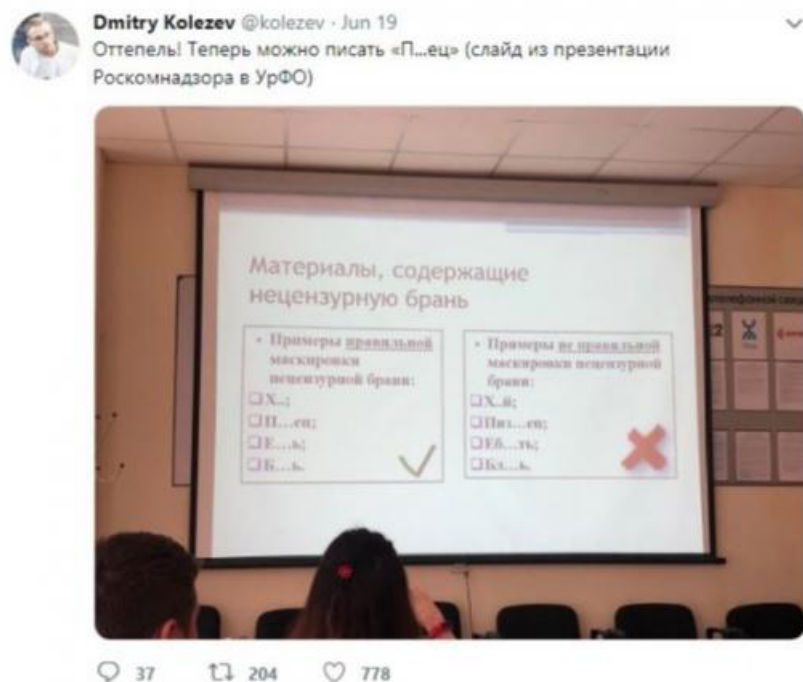 Dmitry Kolezev @kolezev · Jun 19
Оттепель! Теперь можно писать «П...ец» (слайд из презентации
Роскомнадзора в УрФО)
Материалы, содержащие
нецензурную брань
• Примеры правильной
маскировки
нецензурной брани:
Х..;
П...ец;
Е...ь;
Б...ь.
• Примеры не правильной
маскировки нецензурной
брани:
Х..й;
Пиз...ец;
Еб...ть;
Бл...ь.
37 204 778